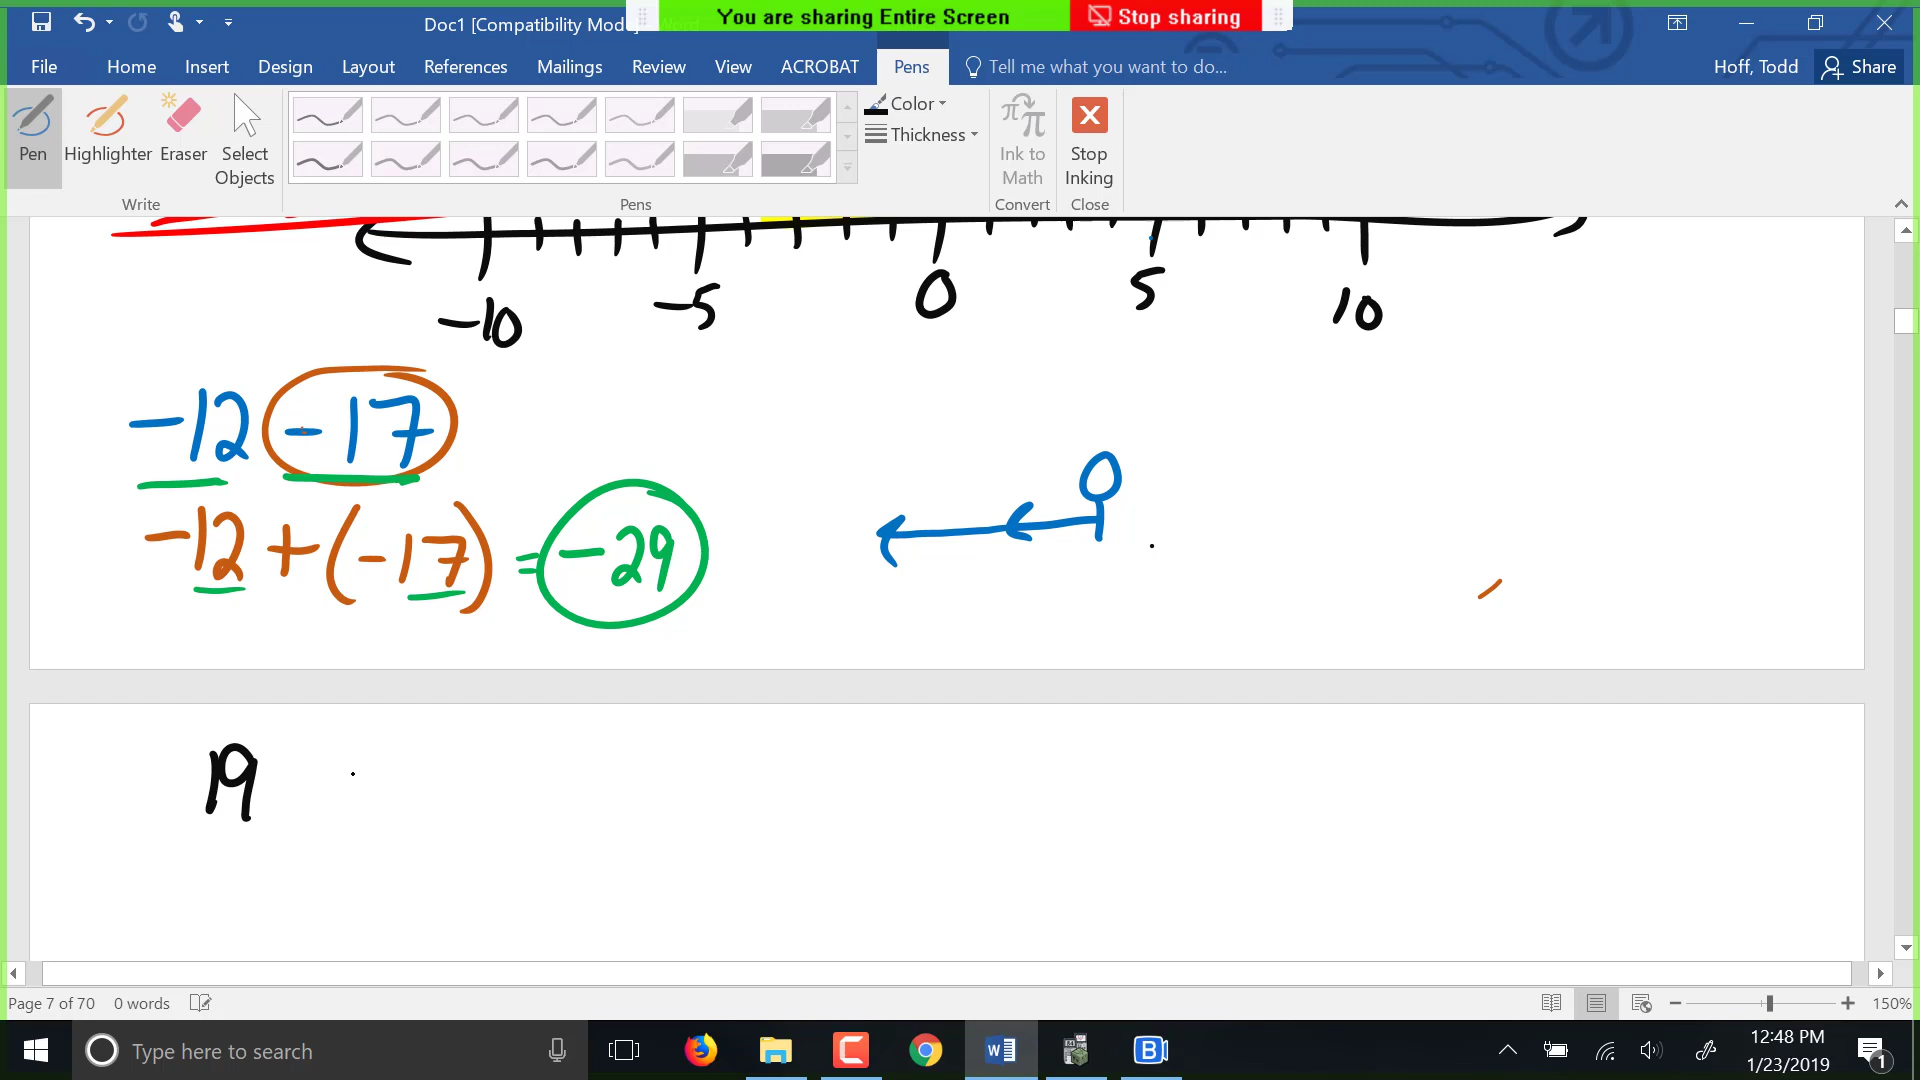 Doc1 [Compatibility Mod
You are sharing Entire Screen
Stop sharing
File Home Insert Design Layout References Mailings Review View ACROBAT Pens Tell me what you want to do... Hoff, Todd Share
Pen Highlighter Eraser Select Objects
Color
Thickness
Ink to Math
Stop Inking
Write Pens Convert Close
-10 -5 0 5 10
-12 -17
0
-12 + (-17) = -29
19
Page 7 of 70 0 words 150%
Type here to search
12:48 PM
1/23/2019
1